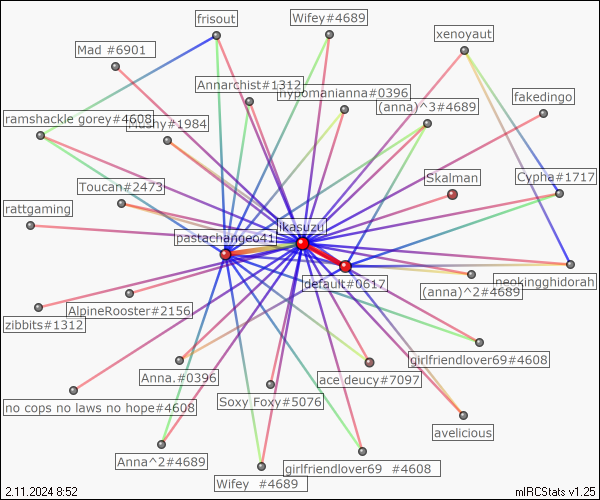 frisout
Wifey#4689
xenoyaut
Mad #6901
Annarchist#1312
hypomanianna#0396
(anna)^3#4689
fakedingo
ramshackle gorey#4608
Mushy#1984
Toucan#2473
Skalman
Cypha#1717
rattgaming
ikasuzu
pastachangeo41
default#0617
(anna)^2#4689
neokingghidorah
zibbits#1312
AlpineRooster#2156
girlfriendlover69#4608
Anna.#0396
ace deucy#7097
no cops no laws no hope#4608
Soxy Foxy#5076
avelicious
Anna^2#4689
Wifey #4689
girlfriendlover69 #4608
2.11.2024 8:52
mIRCStats v1.25